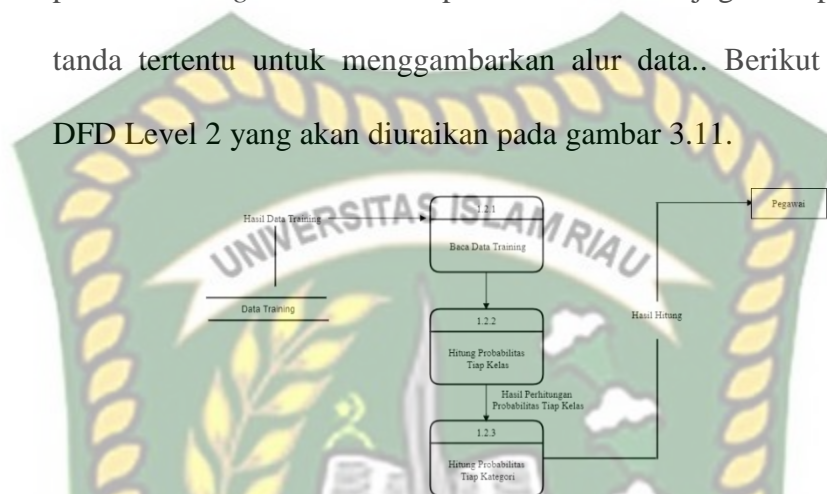 tanda tertentu untuk menggambarkan alur data.. Berikut
DFD Level 2 yang akan diuraikan pada gambar 3.11.
UNIVERSITAS ISLAM RIAU
1.2.1
Pegawai
Hasil Data Training
Baca Data Training
Data Training
Hasil Hitung
1.2.2
Hitung Probabilitas
Tiap Kelas
Hasil Perhitungan
Probabilitas Tiap Kelas
1.2.3
Hitung Probabilitas
Tiap Kategori